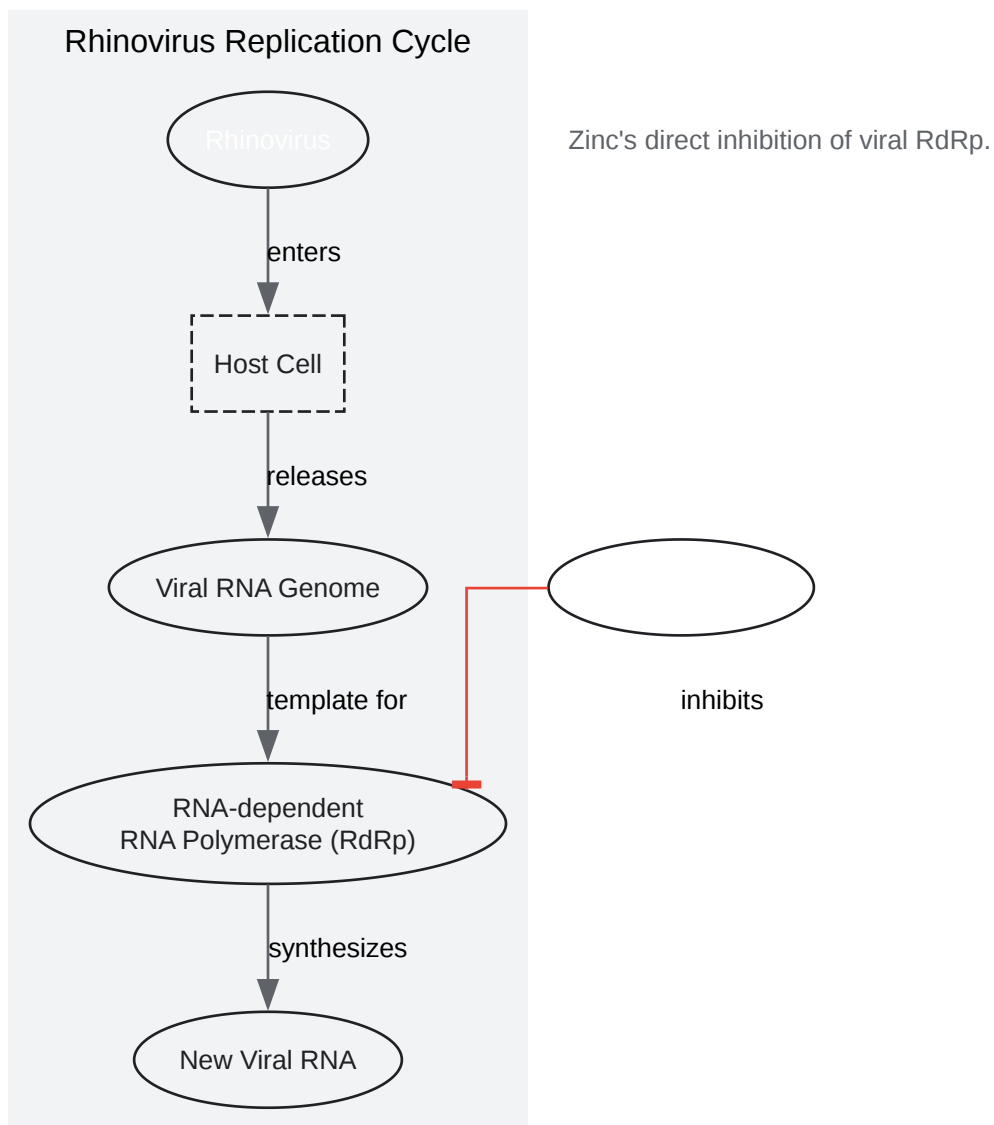 Rhinovirus Replication Cycle
Rhinovirus
Zinc's direct inhibition of viral RdRp.
enters
Host Cell
releases
Viral RNA Genome
template for
inhibits
RNA-dependent
RNA Polymerase (RdRp)
synthesizes
New Viral RNA